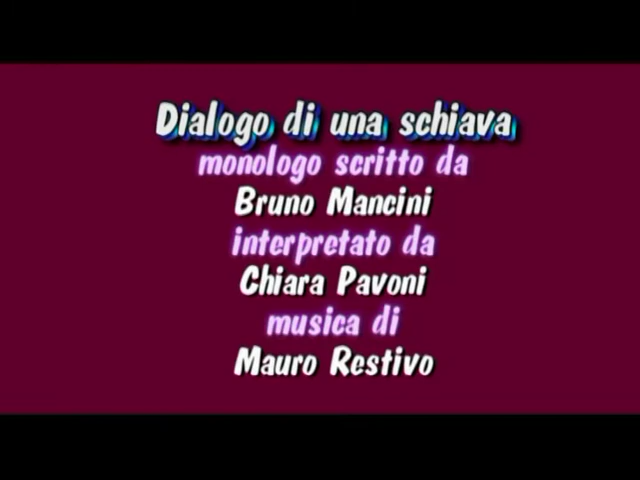 Dialogo di una schiava
monologo scritto da
Bruno Mancini
interpretato da
Chiara Pavoni
musica di
Mauro Restivo